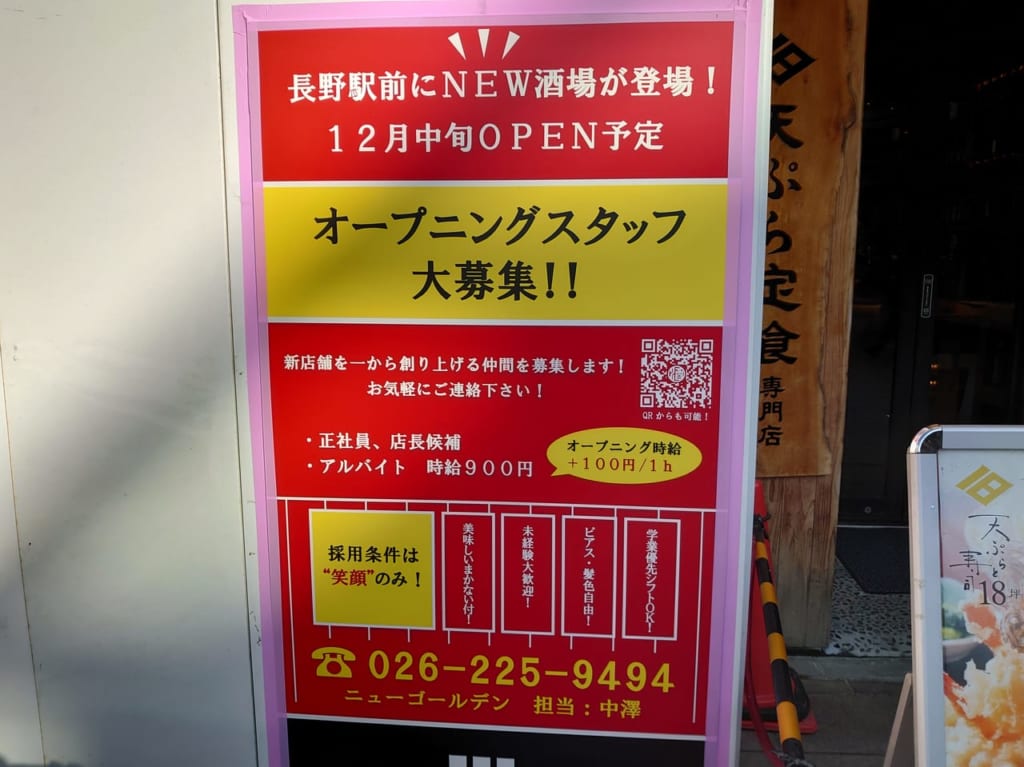 長野駅前にNEW酒場が登場！
12月中旬OPEN予定
オープニングスタッフ
大募集!!
新店舗を一から創り上げる仲間を募集します！
お気軽にご連絡下さい！
QRからも可能！
・正社員、店長候補
・アルバイト 時給900円
オープニング時給
+100円/1h
採用条件は
“笑顔”のみ！
美味しいまかない付！
未経験大歓迎！
ピアス・髪色自由！
学業優先シフトOK！
☎026-225-9494
ニューゴールデン 担当：中澤
天ぷら定食
専門店
天ぷらと
寿司
18坪